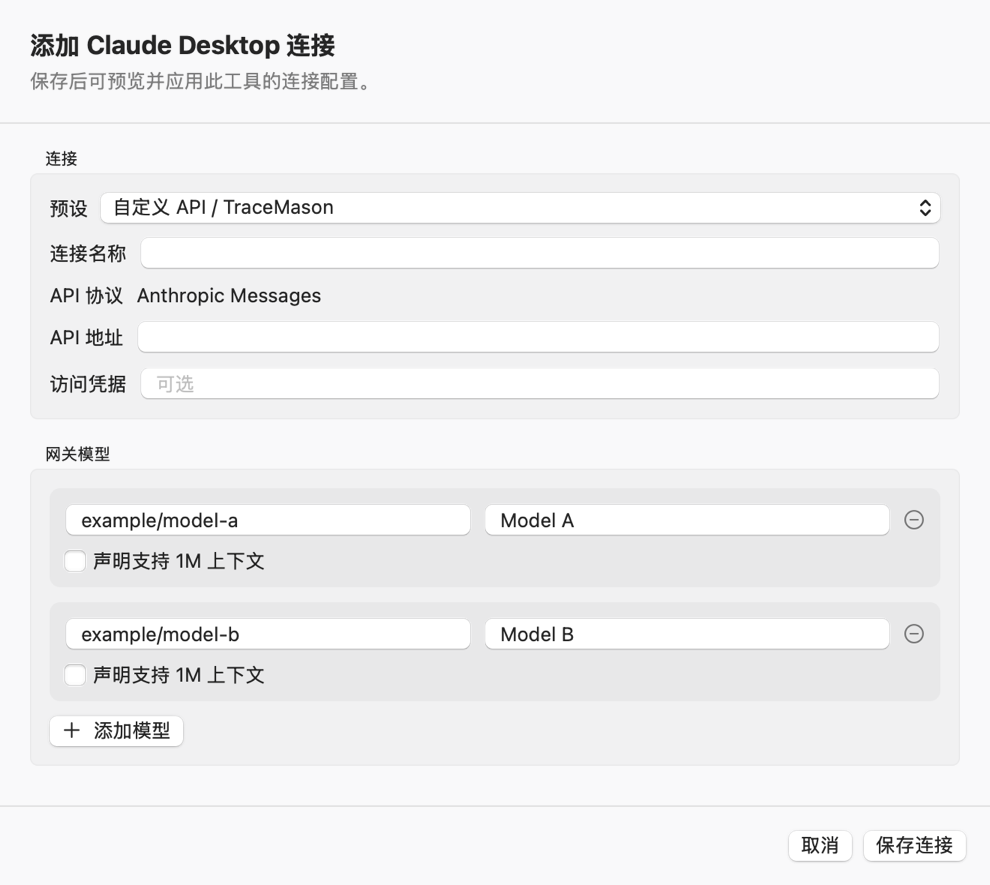 添加 Claude Desktop 连接
保存后可预览并应用此工具的连接配置。
连接
预设 自定义 API / TraceMason
连接名称
API 协议 Anthropic Messages
API 地址
访问凭据 可选
网关模型
example/model-a Model A
声明支持 1M 上下文
example/model-b Model B
声明支持 1M 上下文
+ 添加模型
取消 保存连接